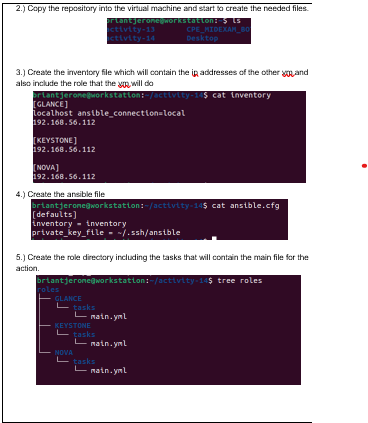 2.) Copy the repository into the virtual machine and start to create the needed files.
briantjerome@workstation:~$ ls
activity-13 CPE_MIDEXAM_60
activity-14 Desktop
3.) Create the inventory file which will contain the ip addresses of the other vm and
also include the role that the vm will do
briantjerome@workstation:~/activity-14$ cat inventory
[GLANCE]
localhost ansible_connection=local
192.168.56.112
[KEYSTONE]
192.168.56.112
[NOVA]
192.168.56.112
4.) Create the ansible file
briantjerome@workstation:~/activity-14$ cat ansible.cfg
[defaults]
inventory = inventory
private_key_file = ~/.ssh/ansible
5.) Create the role directory including the tasks that will contain the main file for the
action.
briantjerome@workstation:~/activity-14$ tree roles
roles
├── GLANCE
│   └── tasks
│       └── main.yml
├── KEYSTONE
│   └── tasks
│       └── main.yml
└── NOVA
    └── tasks
        └── main.yml